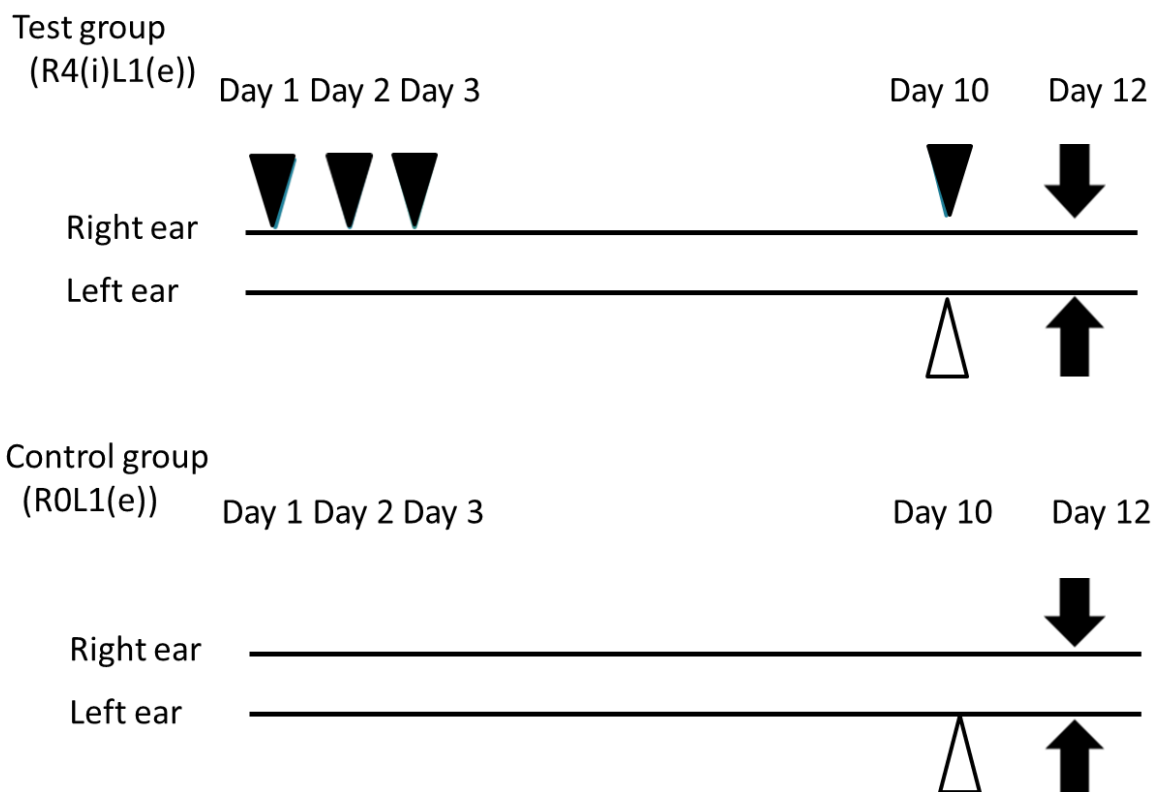 Test group
(R4(i)L1(e))
Day 1 Day 2 Day 3 Day 10 Day 12
Right ear
Left ear
Control group
(R0L1(e))
Day 1 Day 2 Day 3 Day 10 Day 12
Right ear
Left ear